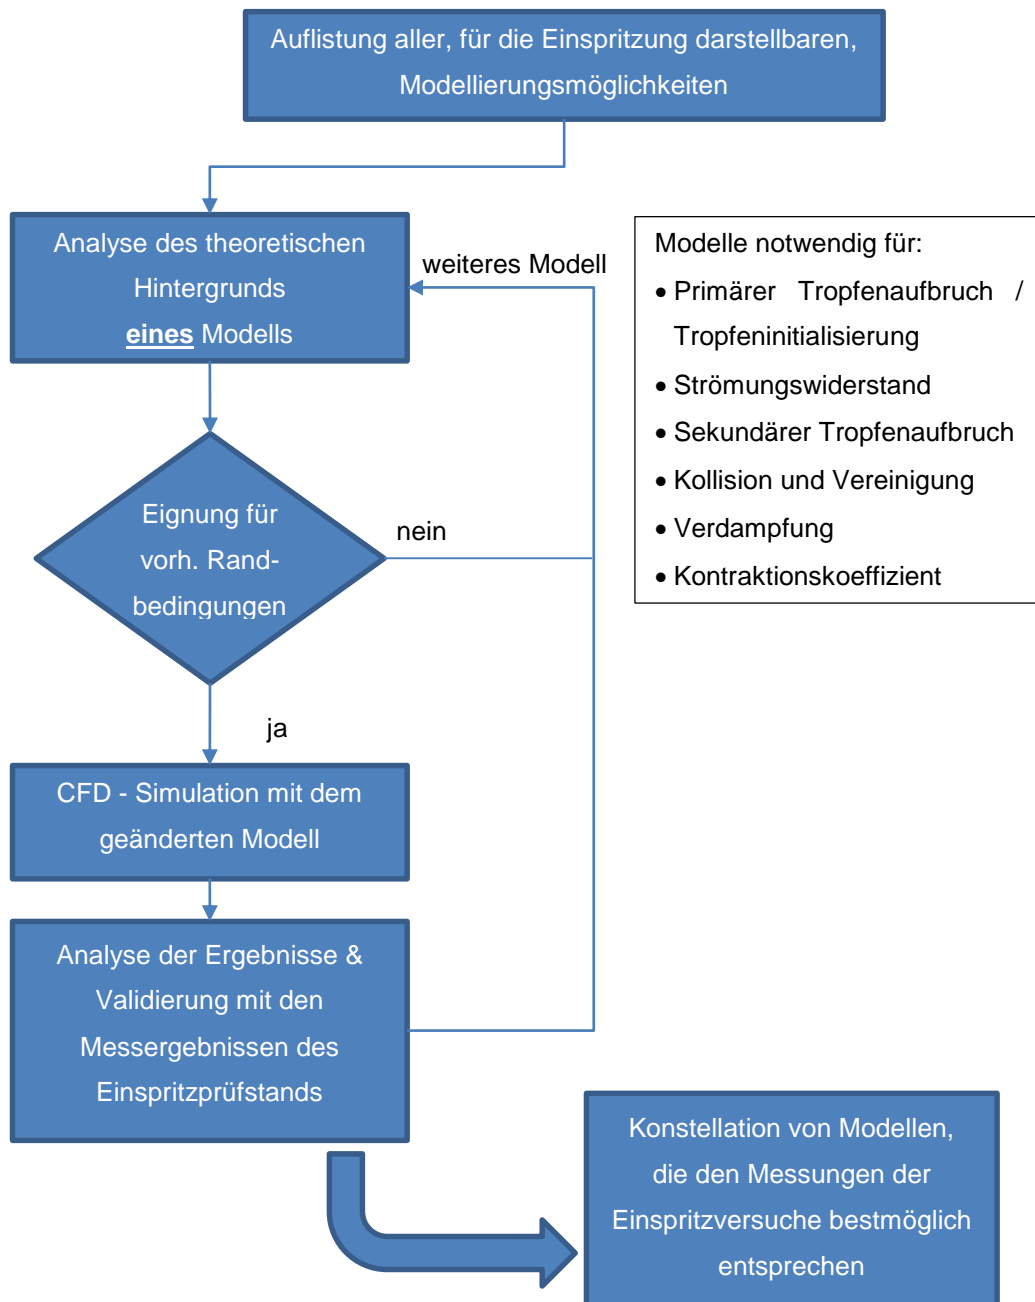 Auflistung aller, für die Einspritzung darstellbaren,
Modellierungsmöglichkeiten
Analyse des theoretischen
Hintergrunds
eines Modells
weiteres Modell
Modelle notwendig für:
• Primärer Tropfenaufbruch /
Tropfeninitialisierung
• Strömungswiderstand
• Sekundärer Tropfenaufbruch
• Kollision und Vereinigung
• Verdampfung
• Kontraktionskoeffizient
Eignung für
vorh. Rand-
bedingungen
nein
ja
CFD - Simulation mit dem
geänderten Modell
Analyse der Ergebnisse &
Validierung mit den
Messergebnissen des
Einspritzprüfstands
Konstellation von Modellen,
die den Messungen der
Einspritzversuche bestmöglich
entsprechen